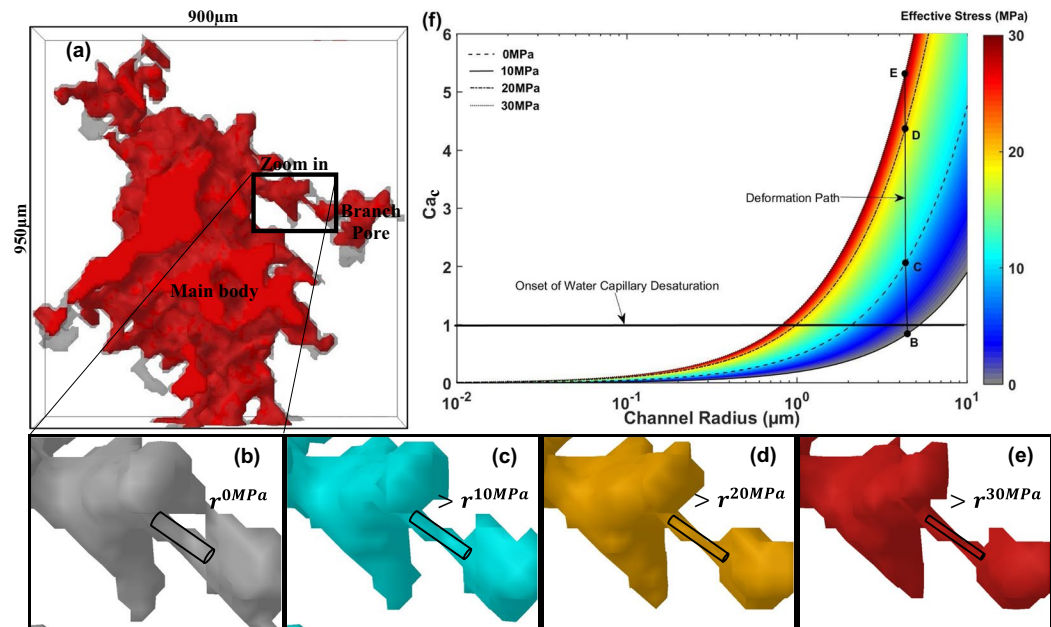 900μm
950μm
(a)
Zoom in
Branch
Pore
Main body
(f)
Effective Stress (MPa)
0MPa
10MPa
20MPa
30MPa
Ca_c
6
5
4
3
2
1
0
E
D
C
B
Deformation Path
Onset of Water Capillary Desaturation
10^-2
10^-1
10^0
10^1
Channel Radius (μm)
30
20
10
0
(b)
r^0MPa
(c)
> r^10MPa
(d)
> r^20MPa
(e)
> r^30MPa